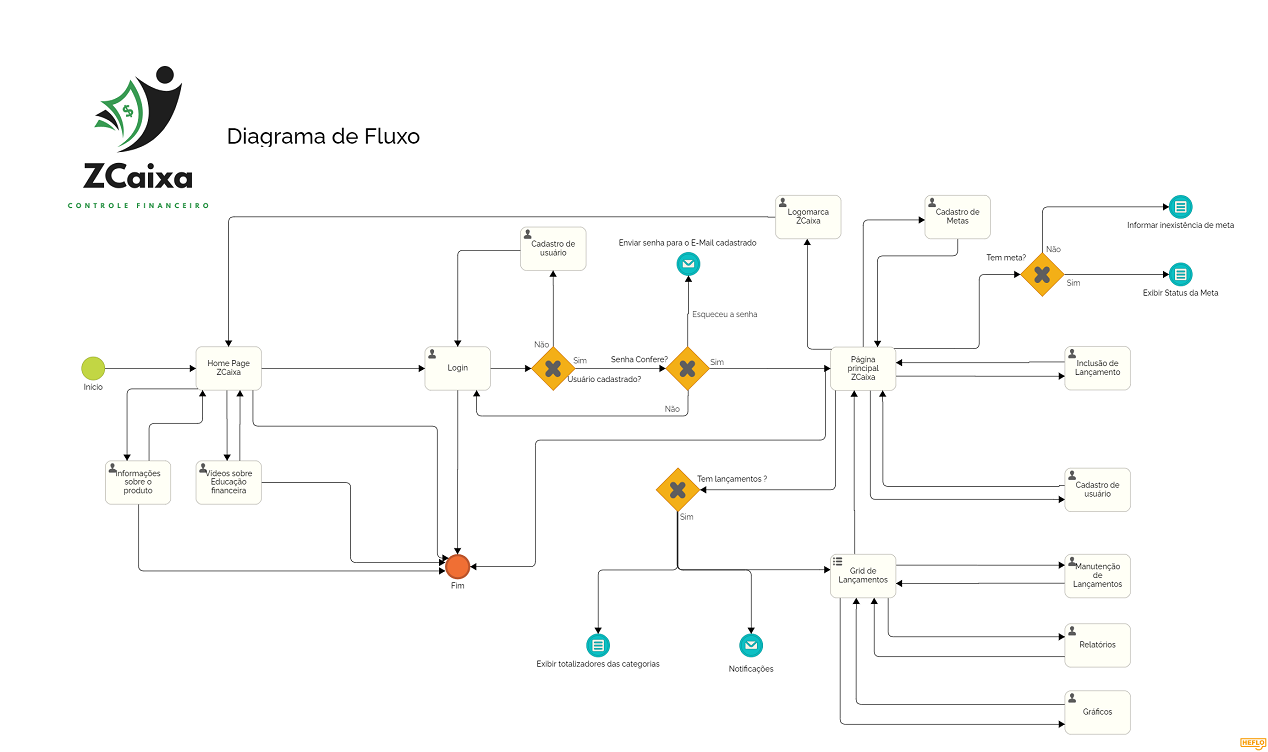 $
ZCaixa
CONTROLE FINANCEIRO
Diagrama de Fluxo
Logomarca
ZCaixa
Cadastro de
Metas
Informar inexistência de meta
Não
Tem meta?
Sim
Exibir Status da Meta
Enviar senha para o E-Mail cadastrado
Cadastro de
usuário
Esqueceu a senha
Início
Home Page
ZCaixa
Login
Não
Sim
Usuário cadastrado?
Senha Confere?
Sim
Não
Página
principal
ZCaixa
Inclusão de
Lançamento
Informações
sobre o
produto
Vídeos sobre
Educação
financeira
Tem lançamentos ?
Sim
Cadastro de
usuário
Fim
Grid de
Lançamentos
Manutenção
de
Lançamentos
Exibir totalizadores das categorias
Notificações
Relatórios
Gráficos
HEFLO